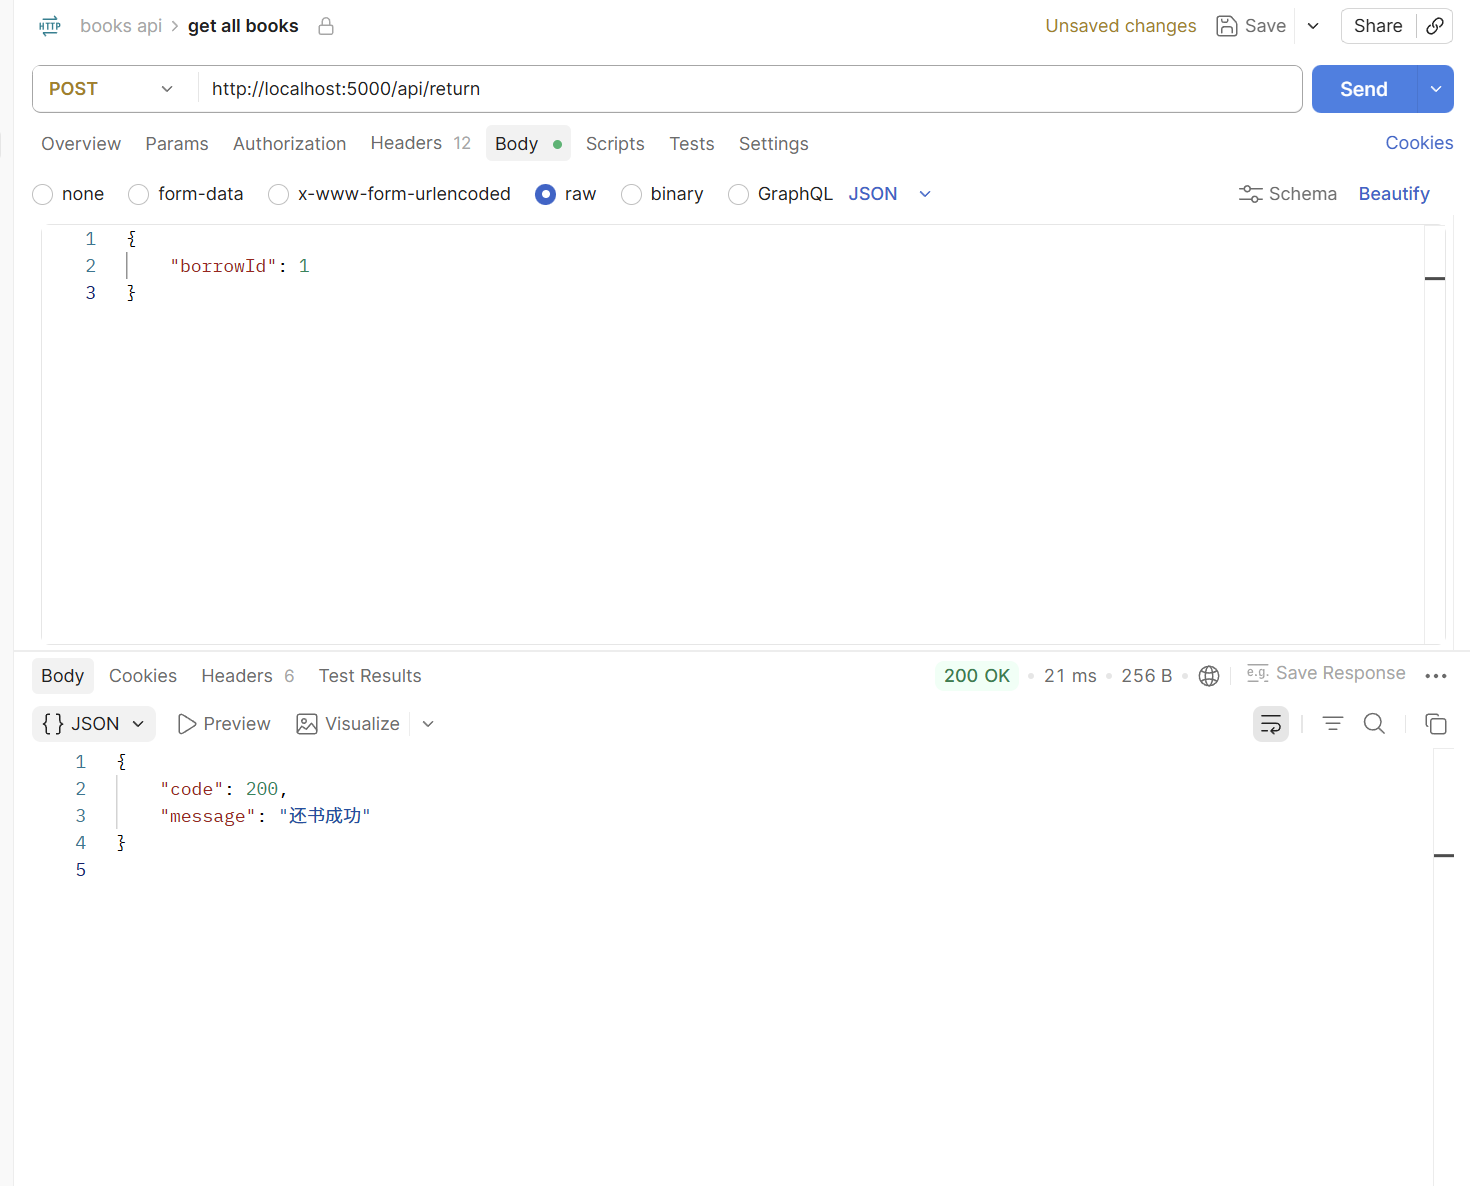 HTTP books api > get all books Unsaved changes Save Share
POST http://localhost:5000/api/return Send
Overview Params Authorization Headers 12 Body Scripts Tests Settings Cookies
none form-data x-www-form-urlencoded raw binary GraphQL JSON Schema Beautify
1 {
2 "borrowId": 1
3 }
Body Cookies Headers 6 Test Results 200 OK • 21 ms • 256 B • e.g. Save Response
{} JSON Preview Visualize
1 {
2 "code": 200,
3 "message": "还书成功"
4 }
5